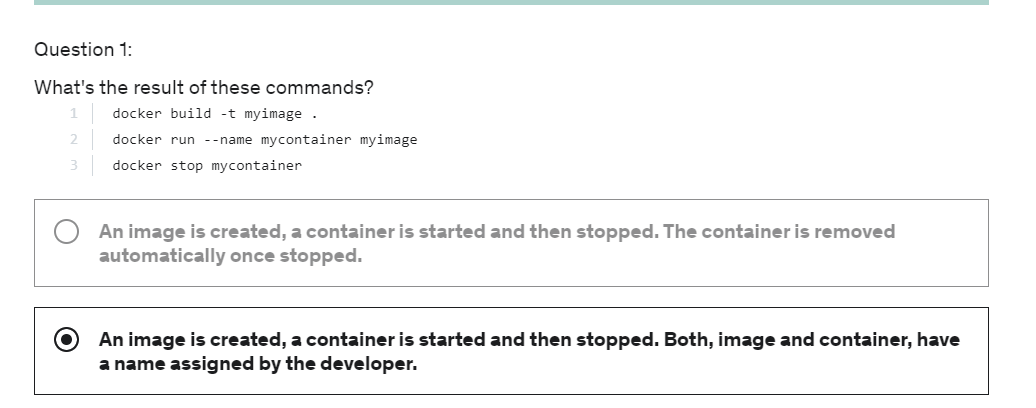 Question 1:
What's the result of these commands?
1 docker build -t myimage .
2 docker run --name mycontainer myimage
3 docker stop mycontainer
An image is created, a container is started and then stopped. The container is removed
automatically once stopped.
An image is created, a container is started and then stopped. Both, image and container, have
a name assigned by the developer.